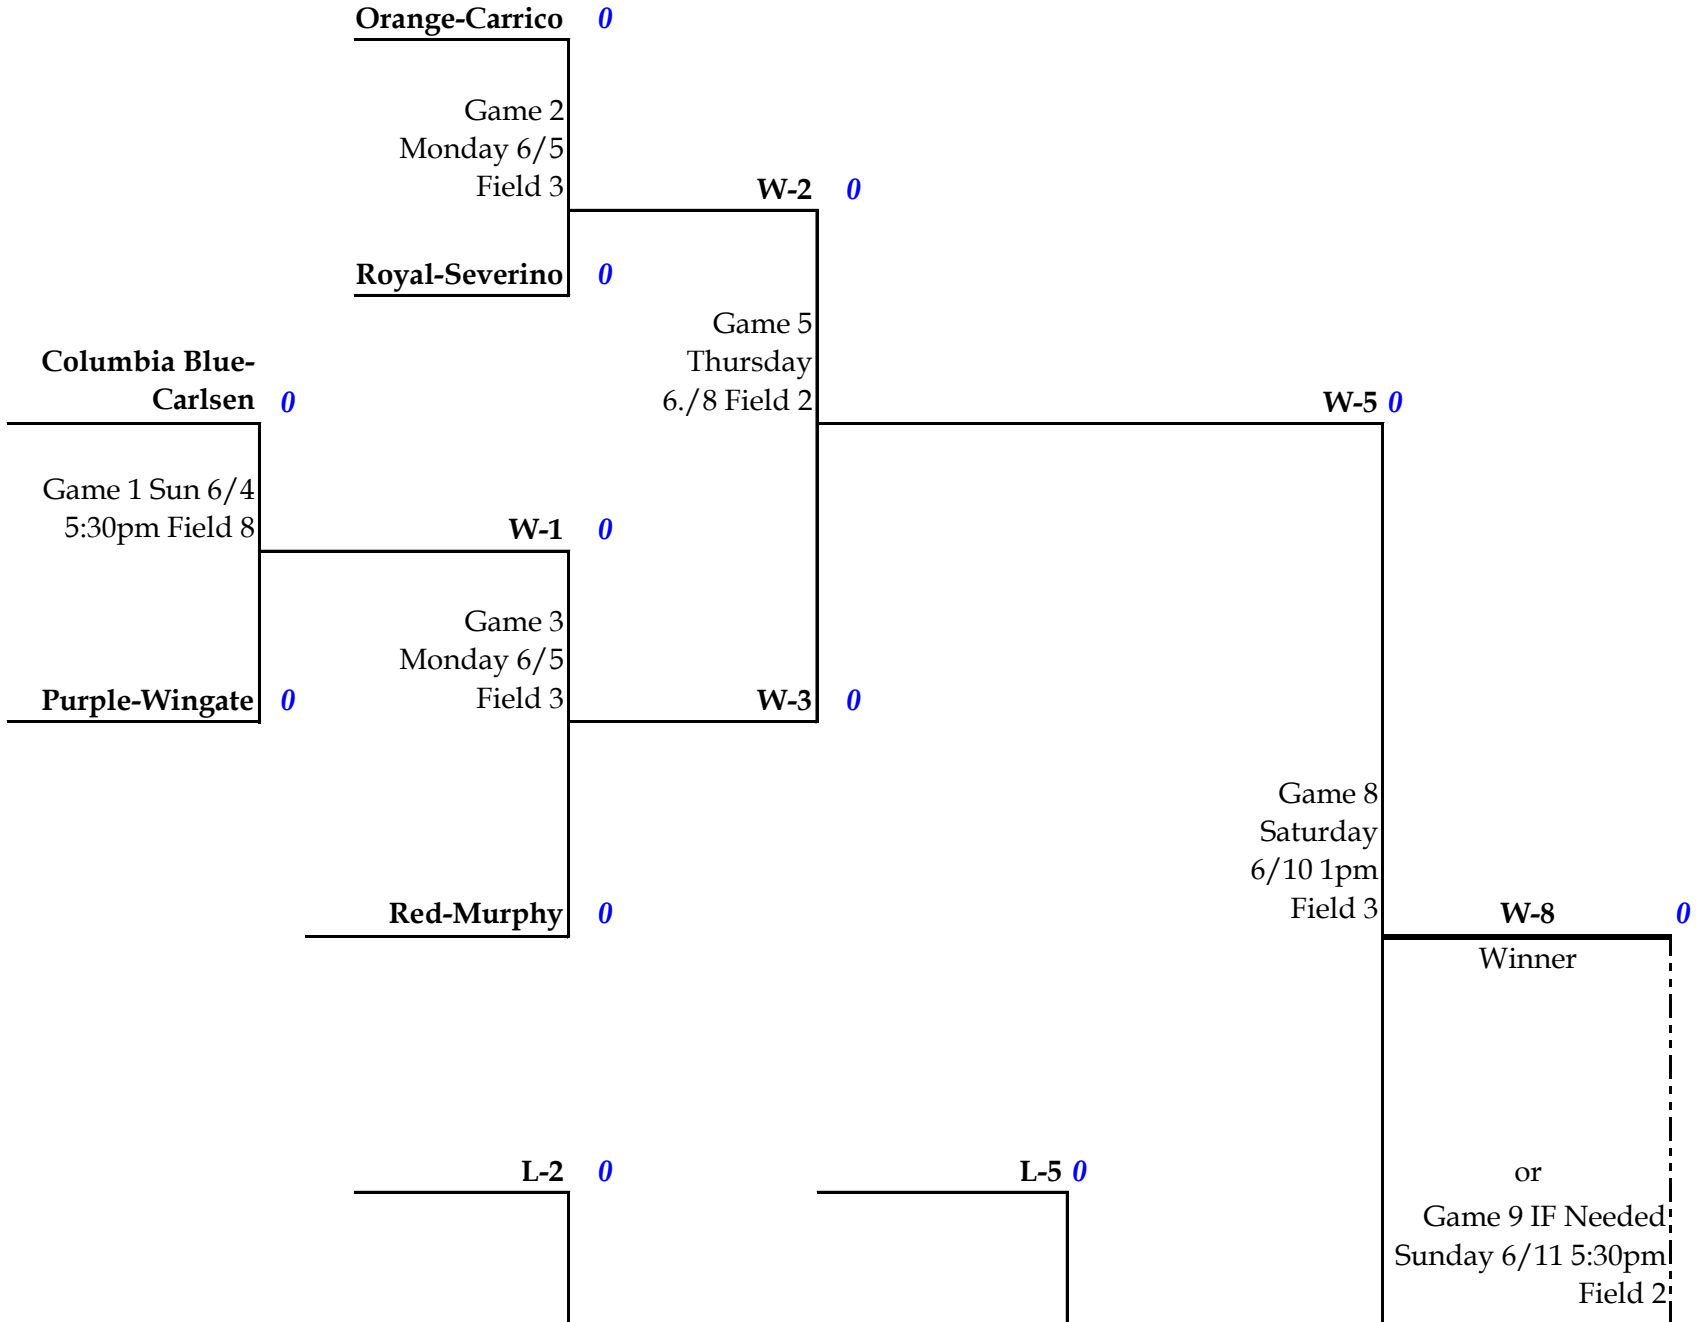 Orange-Carrico 0
Game 2
Monday 6/5
Field 3
W-2 0
Royal-Severino 0
Game 5
Thursday
6./8 Field 2
Columbia Blue-
Carlsen 0
W-5 0
Game 1 Sun 6/4
5:30pm Field 8
W-1 0
Game 3
Monday 6/5
Field 3
Purple-Wingate 0
W-3 0
Game 8
Saturday
6/10 1pm
Field 3
Red-Murphy 0
W-8 0
Winner
L-2 0
L-5 0
or
Game 9 IF Needed
Sunday 6/11 5:30pm
Field 2